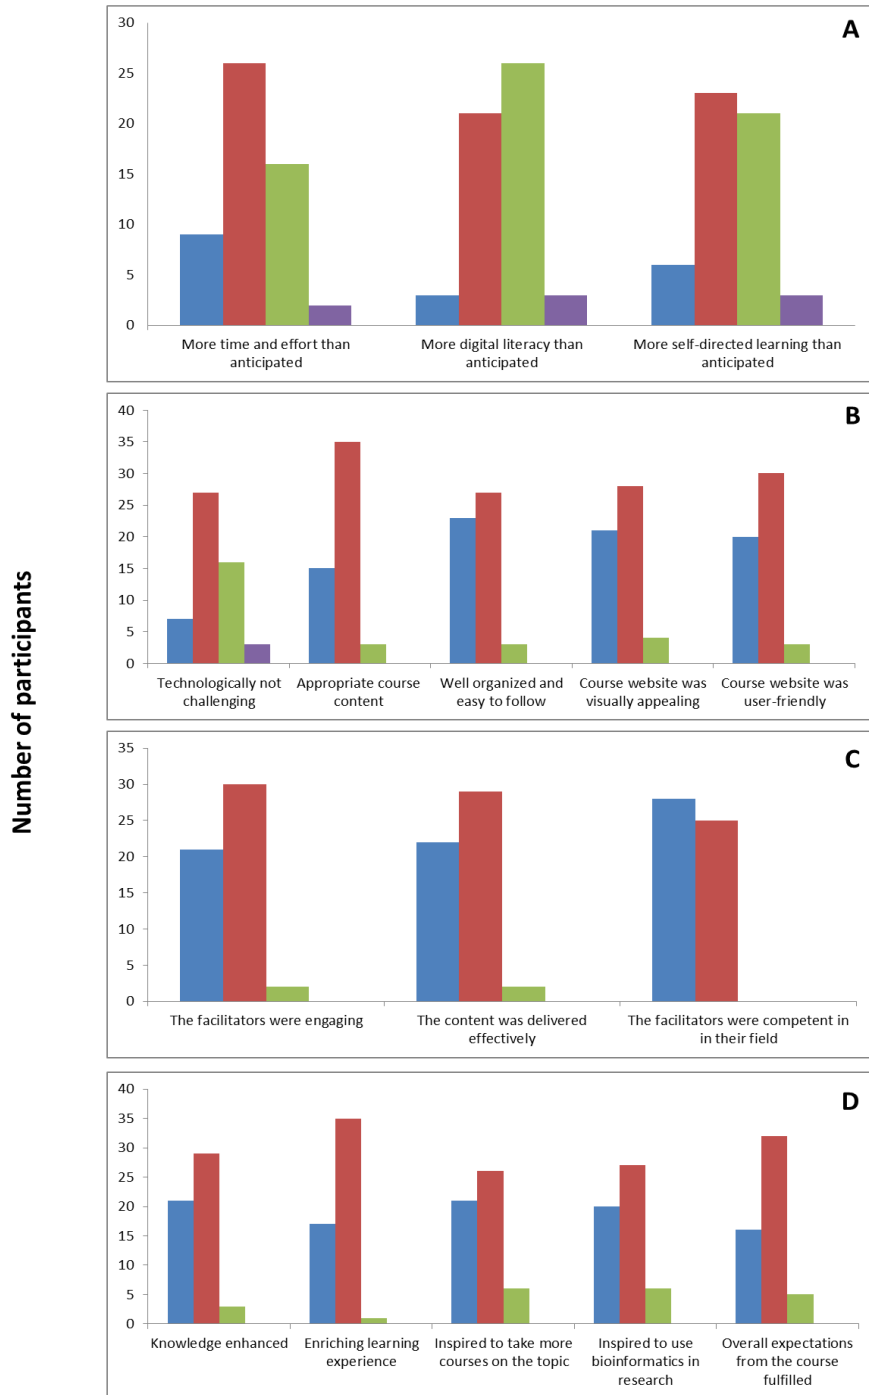 Number of participants
A
30
25
20
15
10
5
0
More time and effort than
anticipated
More digital literacy than
anticipated
More self-directed learning than
anticipated
B
40
35
30
25
20
15
10
5
0
Technologically not
challenging
Appropriate course
content
Well organized and
easy to follow
Course website was
visually appealing
Course website was
user-friendly
C
35
30
25
20
15
10
5
0
The facilitators were engaging
The content was delivered
effectively
The facilitators were competent in
in their field
D
40
35
30
25
20
15
10
5
0
Knowledge enhanced
Enriching learning
experience
Inspired to take more
courses on the topic
Inspired to use
bioinformatics in
research
Overall expectations
from the course
fulfilled